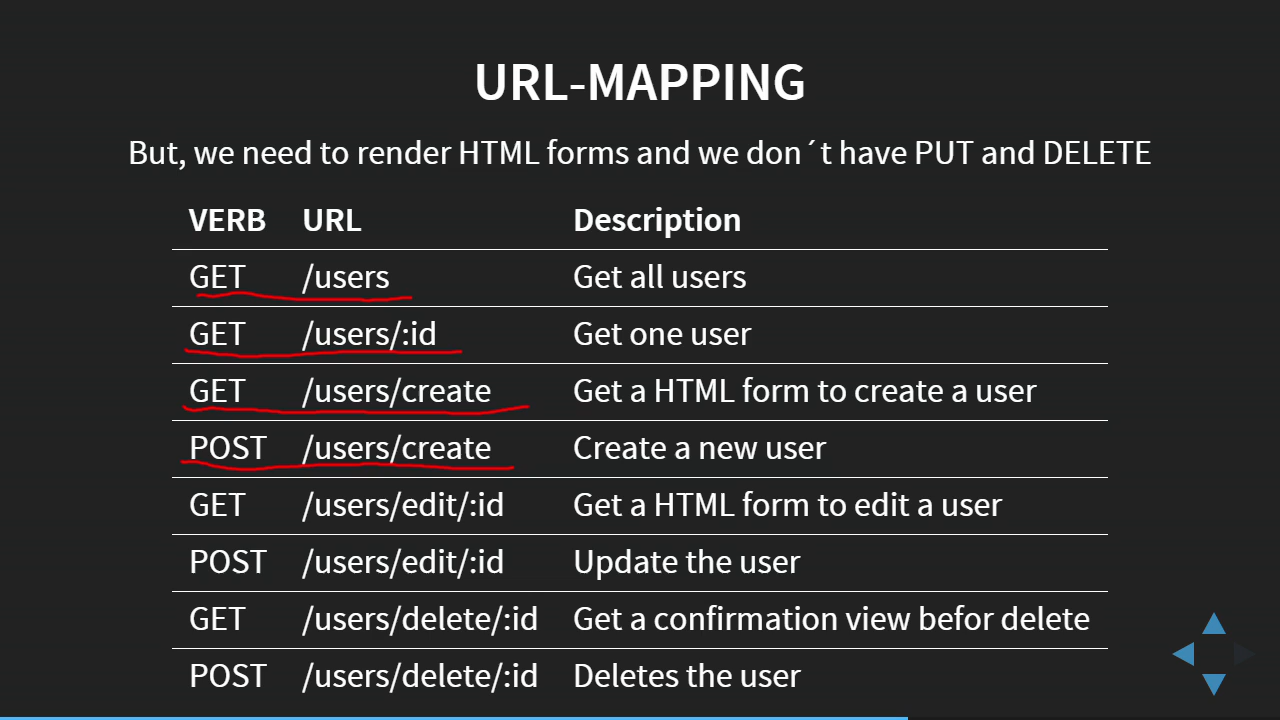 URL-MAPPING
But, we need to render HTML forms and we don´t have PUT and DELETE
VERB URL Description
GET /users Get all users
GET /users/:id Get one user
GET /users/create Get a HTML form to create a user
POST /users/create Create a new user
GET /users/edit/:id Get a HTML form to edit a user
POST /users/edit/:id Update the user
GET /users/delete/:id Get a confirmation view befor delete
POST /users/delete/:id Deletes the user